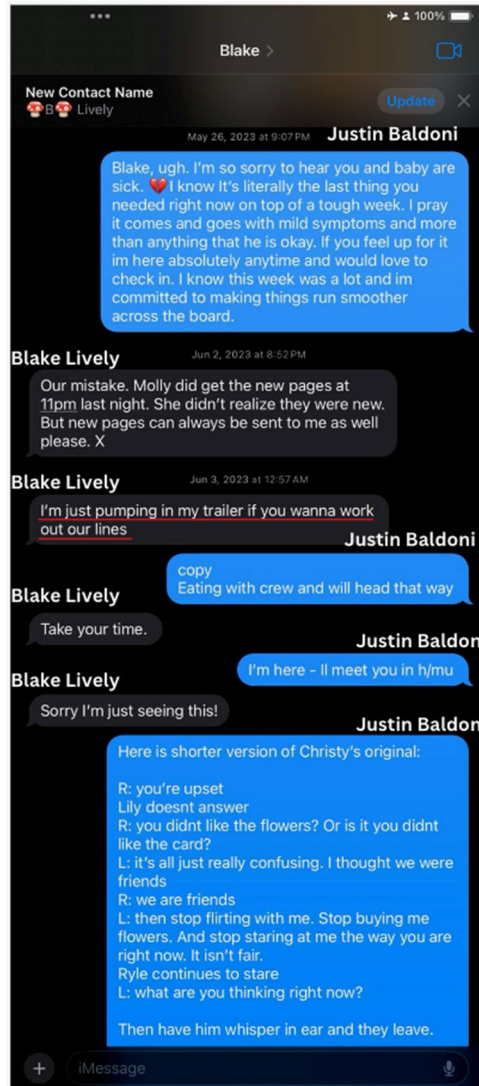 100%
Blake >
New Contact Name
🍄B🍄 Lively
Update
May 26, 2023 at 9:07 PM
Justin Baldoni
Blake, ugh. I'm so sorry to hear you and baby are
sick. 💔 I know It's literally the last thing you
needed right now on top of a tough week. I pray
it comes and goes with mild symptoms and more
than anything that he is okay. If you feel up for it
im here absolutely anytime and would love to
check in. I know this week was a lot and im
committed to making things run smoother
across the board.
Blake Lively
Jun 2, 2023 at 8:52 PM
Our mistake. Molly did get the new pages at
11pm last night. She didn't realize they were new.
But new pages can always be sent to me as well
please. X
Blake Lively
Jun 3, 2023 at 12:57 AM
I'm just pumping in my trailer if you wanna work
out our lines
Justin Baldoni
copy
Eating with crew and will head that way
Blake Lively
Take your time.
Justin Baldon
I'm here - Il meet you in h/mu
Blake Lively
Sorry I'm just seeing this!
Justin Baldon
Here is shorter version of Christy's original:
R: you're upset
Lily doesnt answer
R: you didnt like the flowers? Or is it you didnt
like the card?
L: it's all just really confusing. I thought we were
friends
R: we are friends
L: then stop flirting with me. Stop buying me
flowers. And stop staring at me the way you are
right now. It isn't fair.
Ryle continues to stare
L: what are you thinking right now?
Then have him whisper in ear and they leave.
iMessage